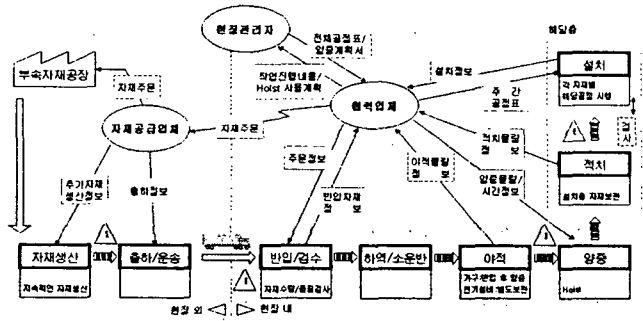 현장관리자
전체공정표/
양중계획서
해당층
부속자재공장
자재주문
작업진행내용/
Hoist 사용계획
설치정보
설치
각 자재별
해당공정 시행
주 간
공정표
협력업체
자재공급업체
자재주문
적치물량
정 보
적치
설치층 자재보관
추가자재
생산정보
출하정보
주문정보
반입자재
정 보
야적물량
정 보
양중물량/
시간정보
자재생산
지속적인 자재생산
출하/운송
반입/검수
자재수량/품질검사
하역/소운반
야적
가구:반입 후 양중
전기설비:별도보관
양중
Hoist
현장 외
현장 내